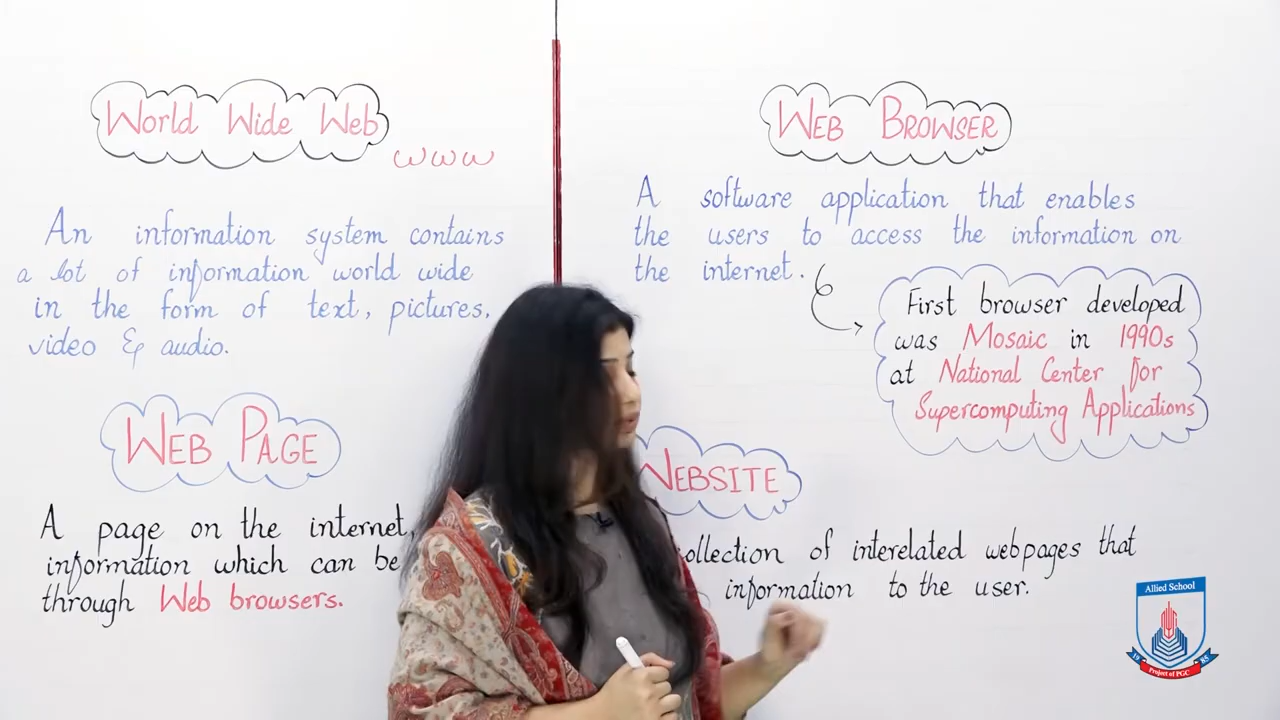 World Wide Web
www
An information system contains
a lot of information world wide
in the form of text, pictures,
video & audio.
WEB PAGE
A page on the internet,
information which can be
through Web browsers.
WEB BROWSER
A software application that enables
the users to access the information on
the internet.
First browser developed
was Mosaic in 1990s
at National Center for
Supercomputing Applications
WEBSITE
ollection of interelated webpages that
information to the user.
Allied School
19 85
Project of PGC